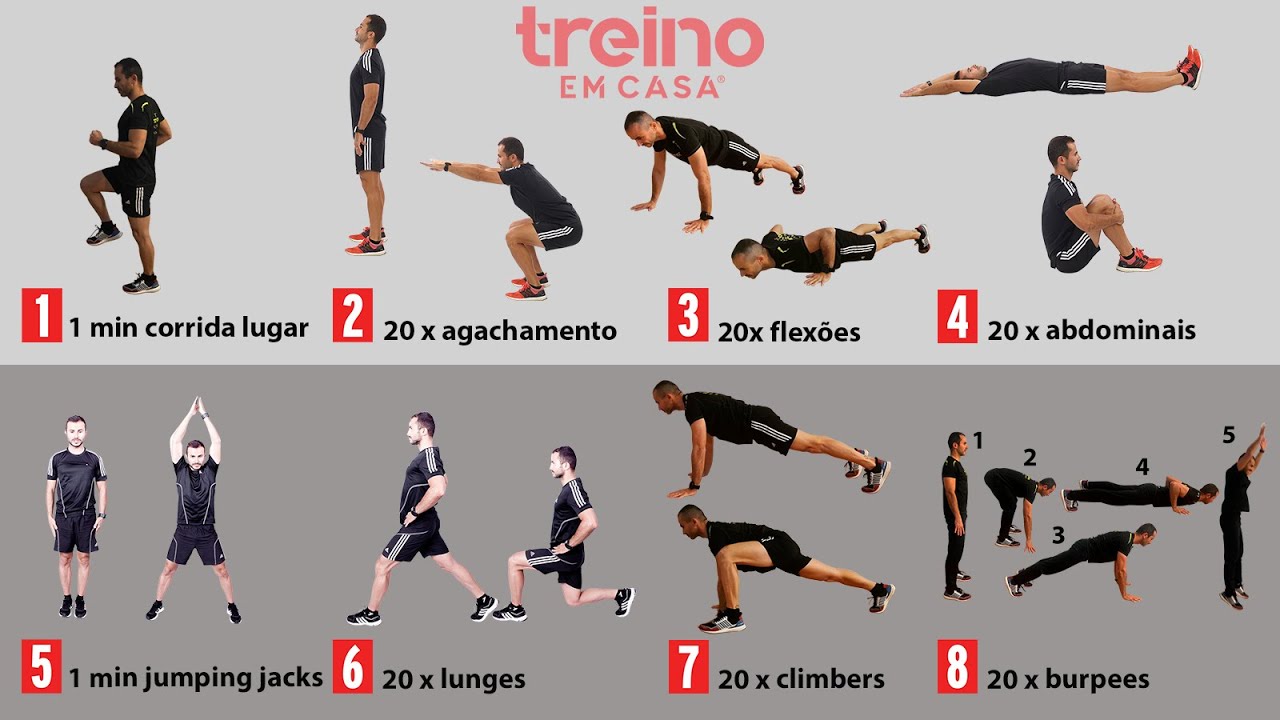 treino
EM CASA®
1 1 min corrida lugar
2 20 x agachamento
3 20x flexões
4 20 x abdominais
5 1 min jumping jacks
6 20 x lunges
7 20 x climbers
1
2
3
4
5
8 20 x burpees